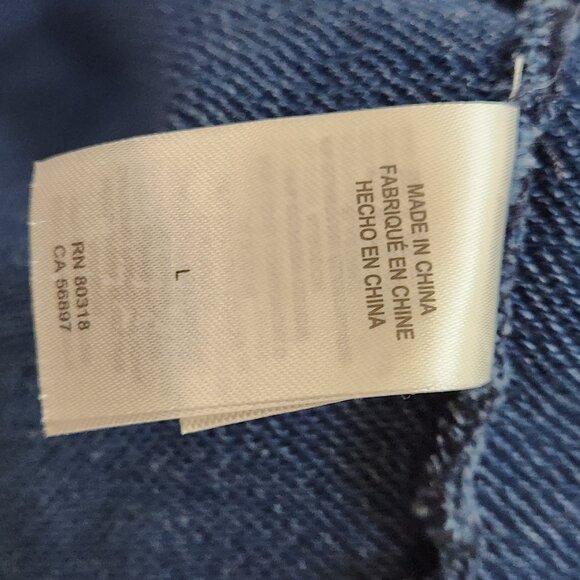 MADE IN CHINA
FABRIQUÉ EN CHINE
HECHO EN CHINA
L
RN 80318
CA 56897